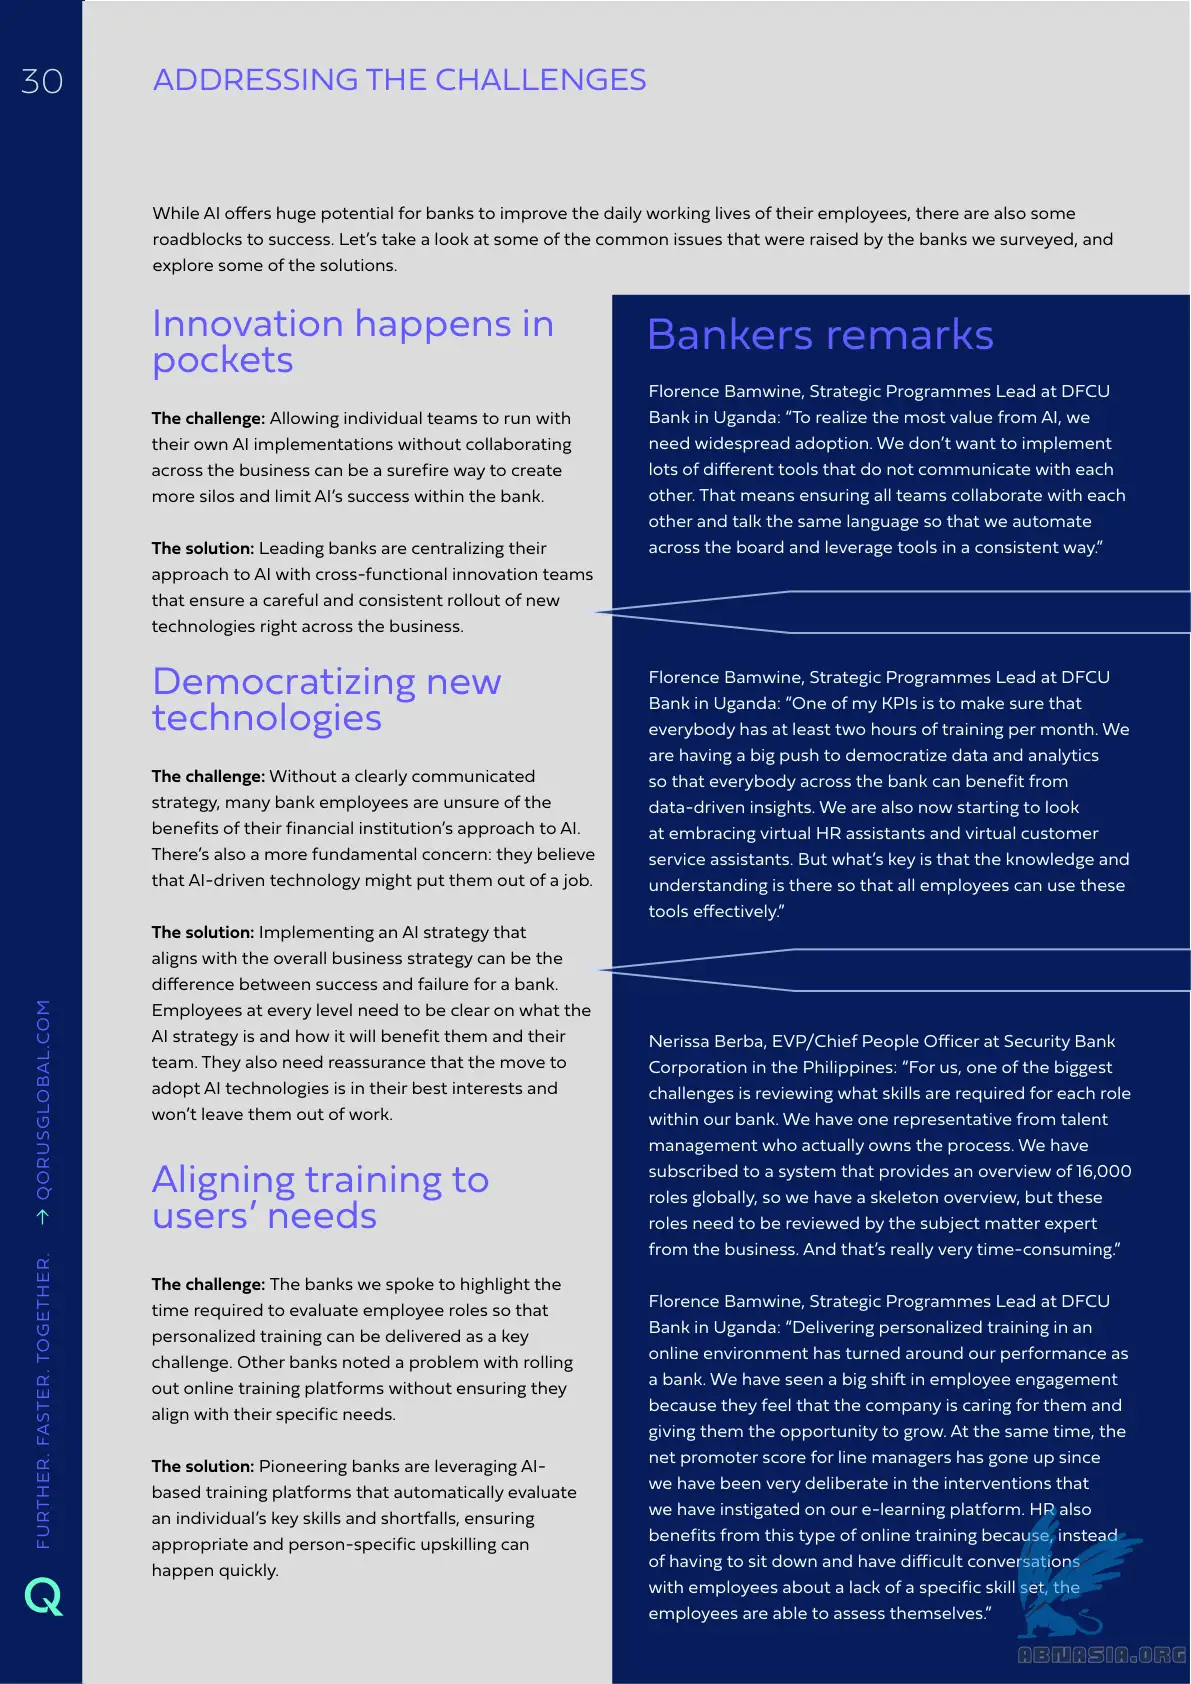 30
ADDRESSING THE CHALLENGES
While AI offers huge potential for banks to improve the daily working lives of their employees, there are also some
roadblocks to success. Let’s take a look at some of the common issues that were raised by the banks we surveyed, and
explore some of the solutions.
Innovation happens in
pockets
The challenge: Allowing individual teams to run with
their own AI implementations without collaborating
across the business can be a surefire way to create
more silos and limit AI’s success within the bank.
The solution: Leading banks are centralizing their
approach to AI with cross-functional innovation teams
that ensure a careful and consistent rollout of new
technologies right across the business.
Democratizing new
technologies
The challenge: Without a clearly communicated
strategy, many bank employees are unsure of the
benefits of their financial institution’s approach to AI.
There’s also a more fundamental concern: they believe
that AI-driven technology might put them out of a job.
The solution: Implementing an AI strategy that
aligns with the overall business strategy can be the
difference between success and failure for a bank.
Employees at every level need to be clear on what the
AI strategy is and how it will benefit them and their
team. They also need reassurance that the move to
adopt AI technologies is in their best interests and
won’t leave them out of work.
Aligning training to
users’ needs
The challenge: The banks we spoke to highlight the
time required to evaluate employee roles so that
personalized training can be delivered as a key
challenge. Other banks noted a problem with rolling
out online training platforms without ensuring they
align with their specific needs.
The solution: Pioneering banks are leveraging AI-
based training platforms that automatically evaluate
an individual’s key skills and shortfalls, ensuring
appropriate and person-specific upskilling can
happen quickly.
Bankers remarks
Florence Bamwine, Strategic Programmes Lead at DFCU
Bank in Uganda: “To realize the most value from AI, we
need widespread adoption. We don’t want to implement
lots of different tools that do not communicate with each
other. That means ensuring all teams collaborate with each
other and talk the same language so that we automate
across the board and leverage tools in a consistent way.”
Florence Bamwine, Strategic Programmes Lead at DFCU
Bank in Uganda: “One of my KPIs is to make sure that
everybody has at least two hours of training per month. We
are having a big push to democratize data and analytics
so that everybody across the bank can benefit from
data-driven insights. We are also now starting to look
at embracing virtual HR assistants and virtual customer
service assistants. But what’s key is that the knowledge and
understanding is there so that all employees can use these
tools effectively.”
Nerissa Berba, EVP/Chief People Officer at Security Bank
Corporation in the Philippines: “For us, one of the biggest
challenges is reviewing what skills are required for each role
within our bank. We have one representative from talent
management who actually owns the process. We have
subscribed to a system that provides an overview of 16,000
roles globally, so we have a skeleton overview, but these
roles need to be reviewed by the subject matter expert
from the business. And that’s really very time-consuming.”
Florence Bamwine, Strategic Programmes Lead at DFCU
Bank in Uganda: “Delivering personalized training in an
online environment has turned around our performance as
a bank. We have seen a big shift in employee engagement
because they feel that the company is caring for them and
giving them the opportunity to grow. At the same time, the
net promoter score for line managers has gone up since
we have been very deliberate in the interventions that
we have instigated on our e-learning platform. HR also
benefits from this type of online training because, instead
of having to sit down and have difficult conversations
with employees about a lack of a specific skill set, the
employees are able to assess themselves.”
FURTHER. FASTER. TOGETHER. → QORUSGLOBAL.COM
Q
ABNASIA.ORG